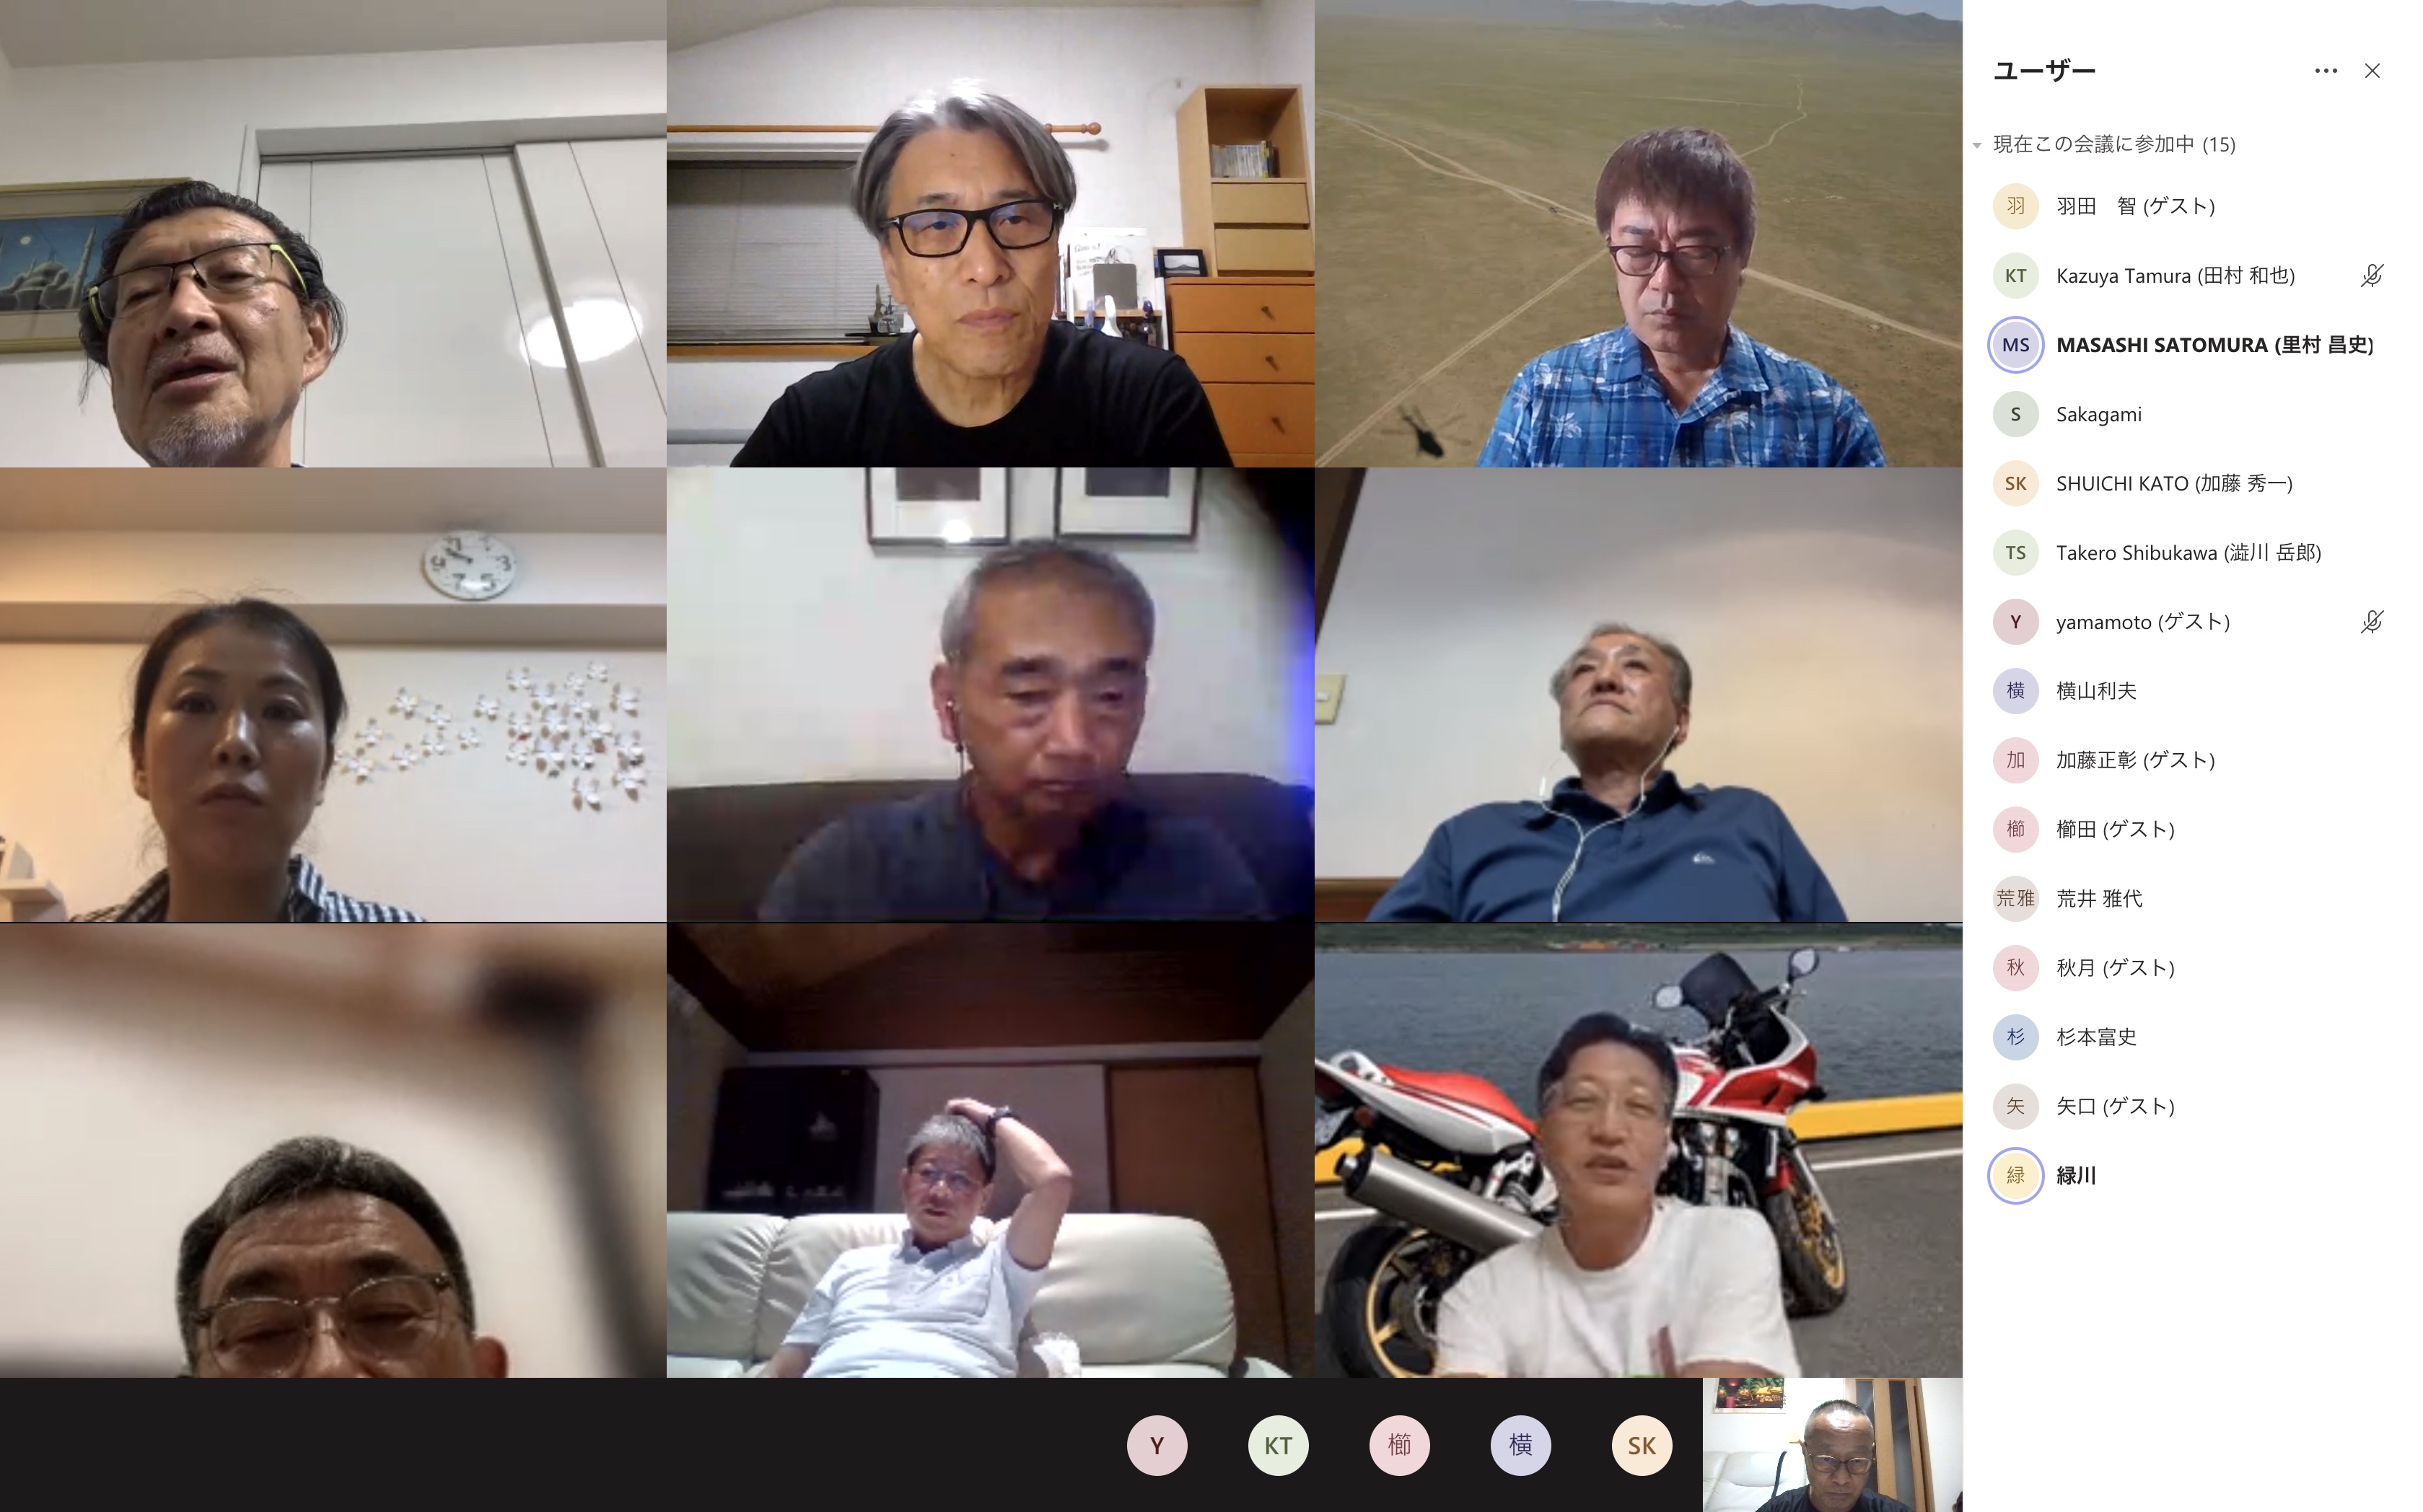 ユーザー
現在この会議に参加中 (15)
羽 羽田　智 (ゲスト)
KT Kazuya Tamura (田村 和也)
MS MASASHI SATOMURA (里村 昌史)
S Sakagami
SK SHUICHI KATO (加藤 秀一)
TS Takero Shibukawa (澁川 岳郎)
Y yamamoto (ゲスト)
横 横山利夫
加 加藤正彰 (ゲスト)
櫛 櫛田 (ゲスト)
荒雅 荒井 雅代
秋 秋月 (ゲスト)
杉 杉本富史
矢 矢口 (ゲスト)
緑 緑川
Y KT 櫛 横 SK